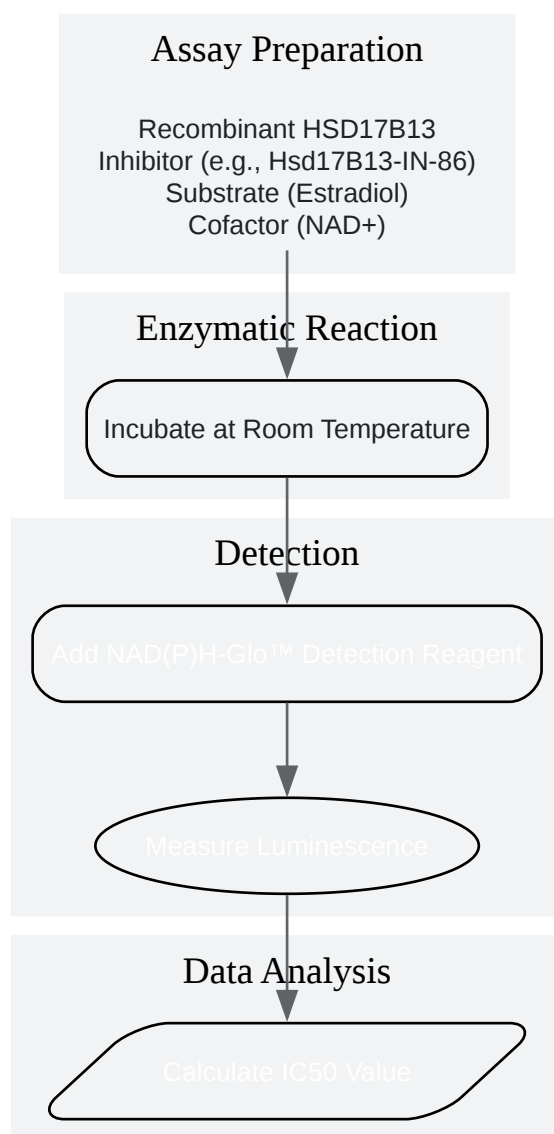 Assay Preparation
Recombinant HSD17B13
Inhibitor (e.g., Hsd17B13-IN-86)
Substrate (Estradiol)
Cofactor (NAD+)
Enzymatic Reaction
Incubate at Room Temperature
Detection
Add NAD(P)H-Glo™ Detection Reagent
Measure Luminescence
Data Analysis
Calculate IC50 Value